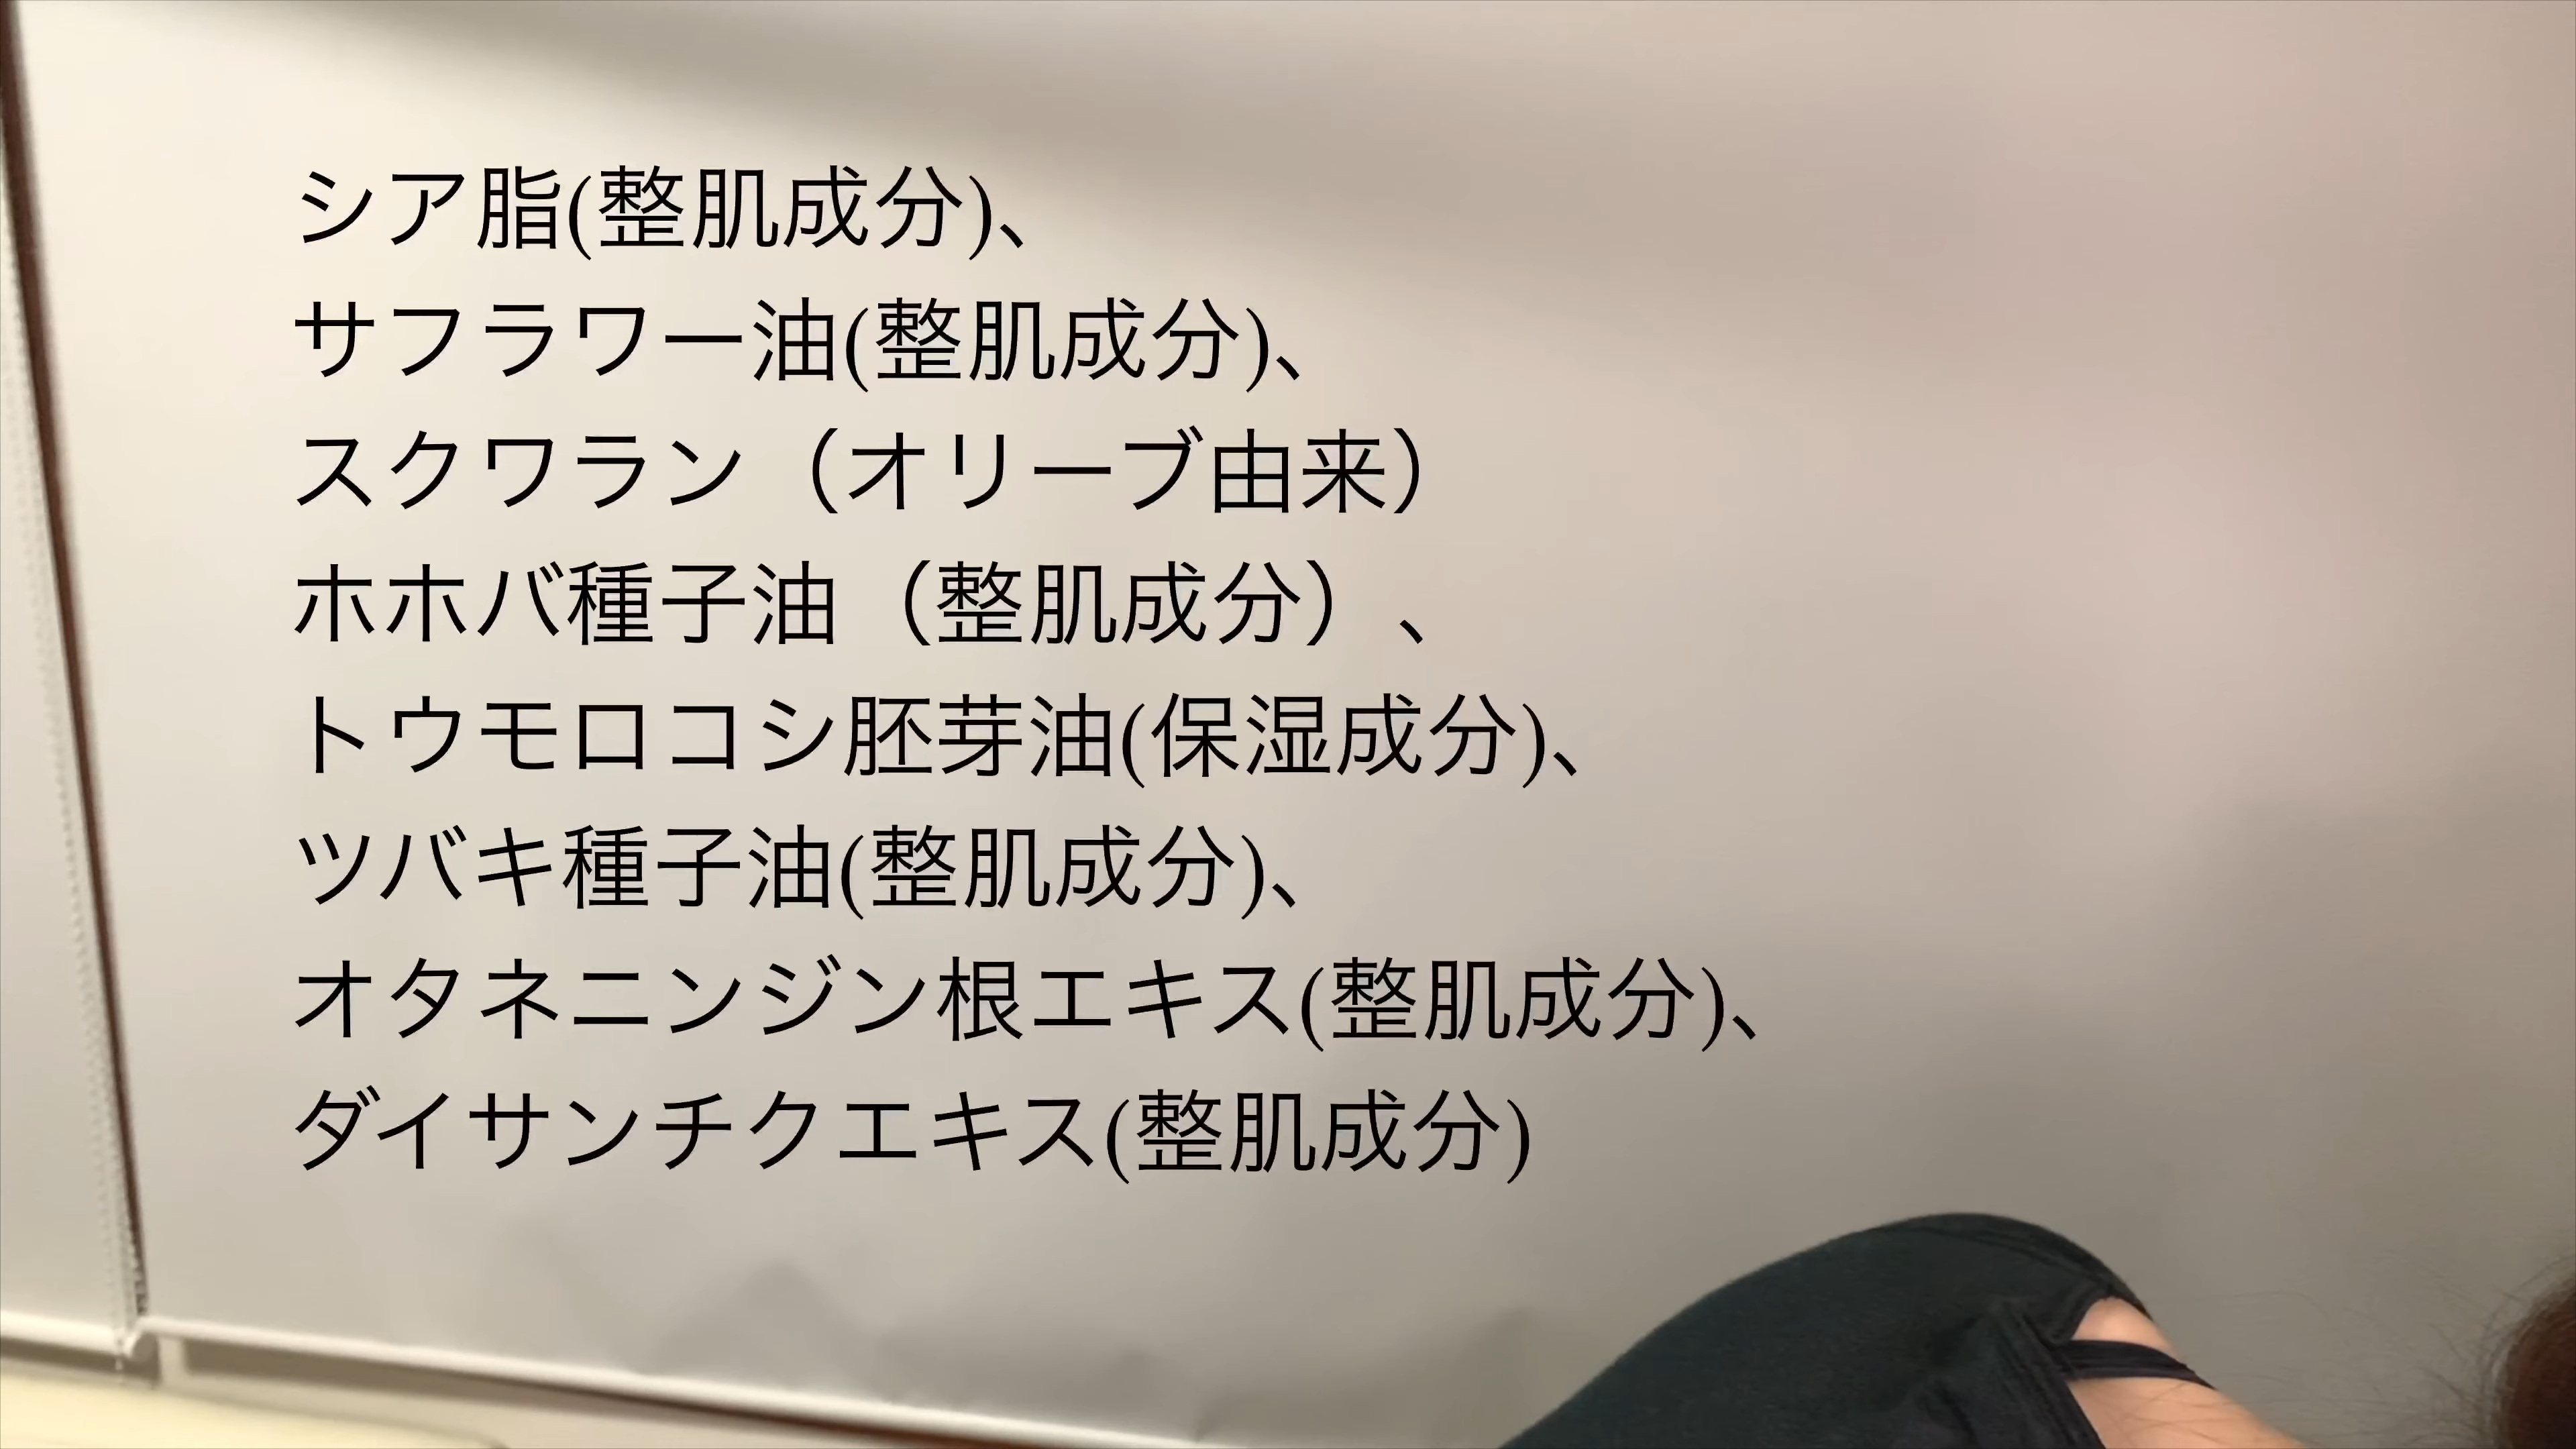 シア脂(整肌成分)、
サフラワー油(整肌成分)、
スクワラン（オリーブ由来）
ホホバ種子油（整肌成分）、
トウモロコシ胚芽油(保湿成分)、
ツバキ種子油(整肌成分)、
オタネニンジン根エキス(整肌成分)、
ダイサンチクエキス(整肌成分)